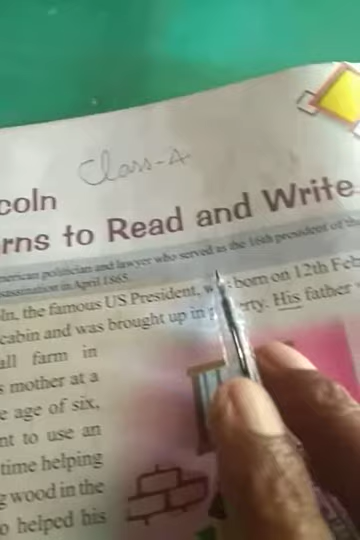 Class-A
coln
rns to Read and Write
merican politician and lawyer who served as the 16th president of the
assassination in April 1865.
ln, the famous US President, was born on 12th Feb
cabin and was brought up in poverty. His father
all farm in
s mother at a
e age of six,
nt to use an
time helping
g wood in the
o helped his